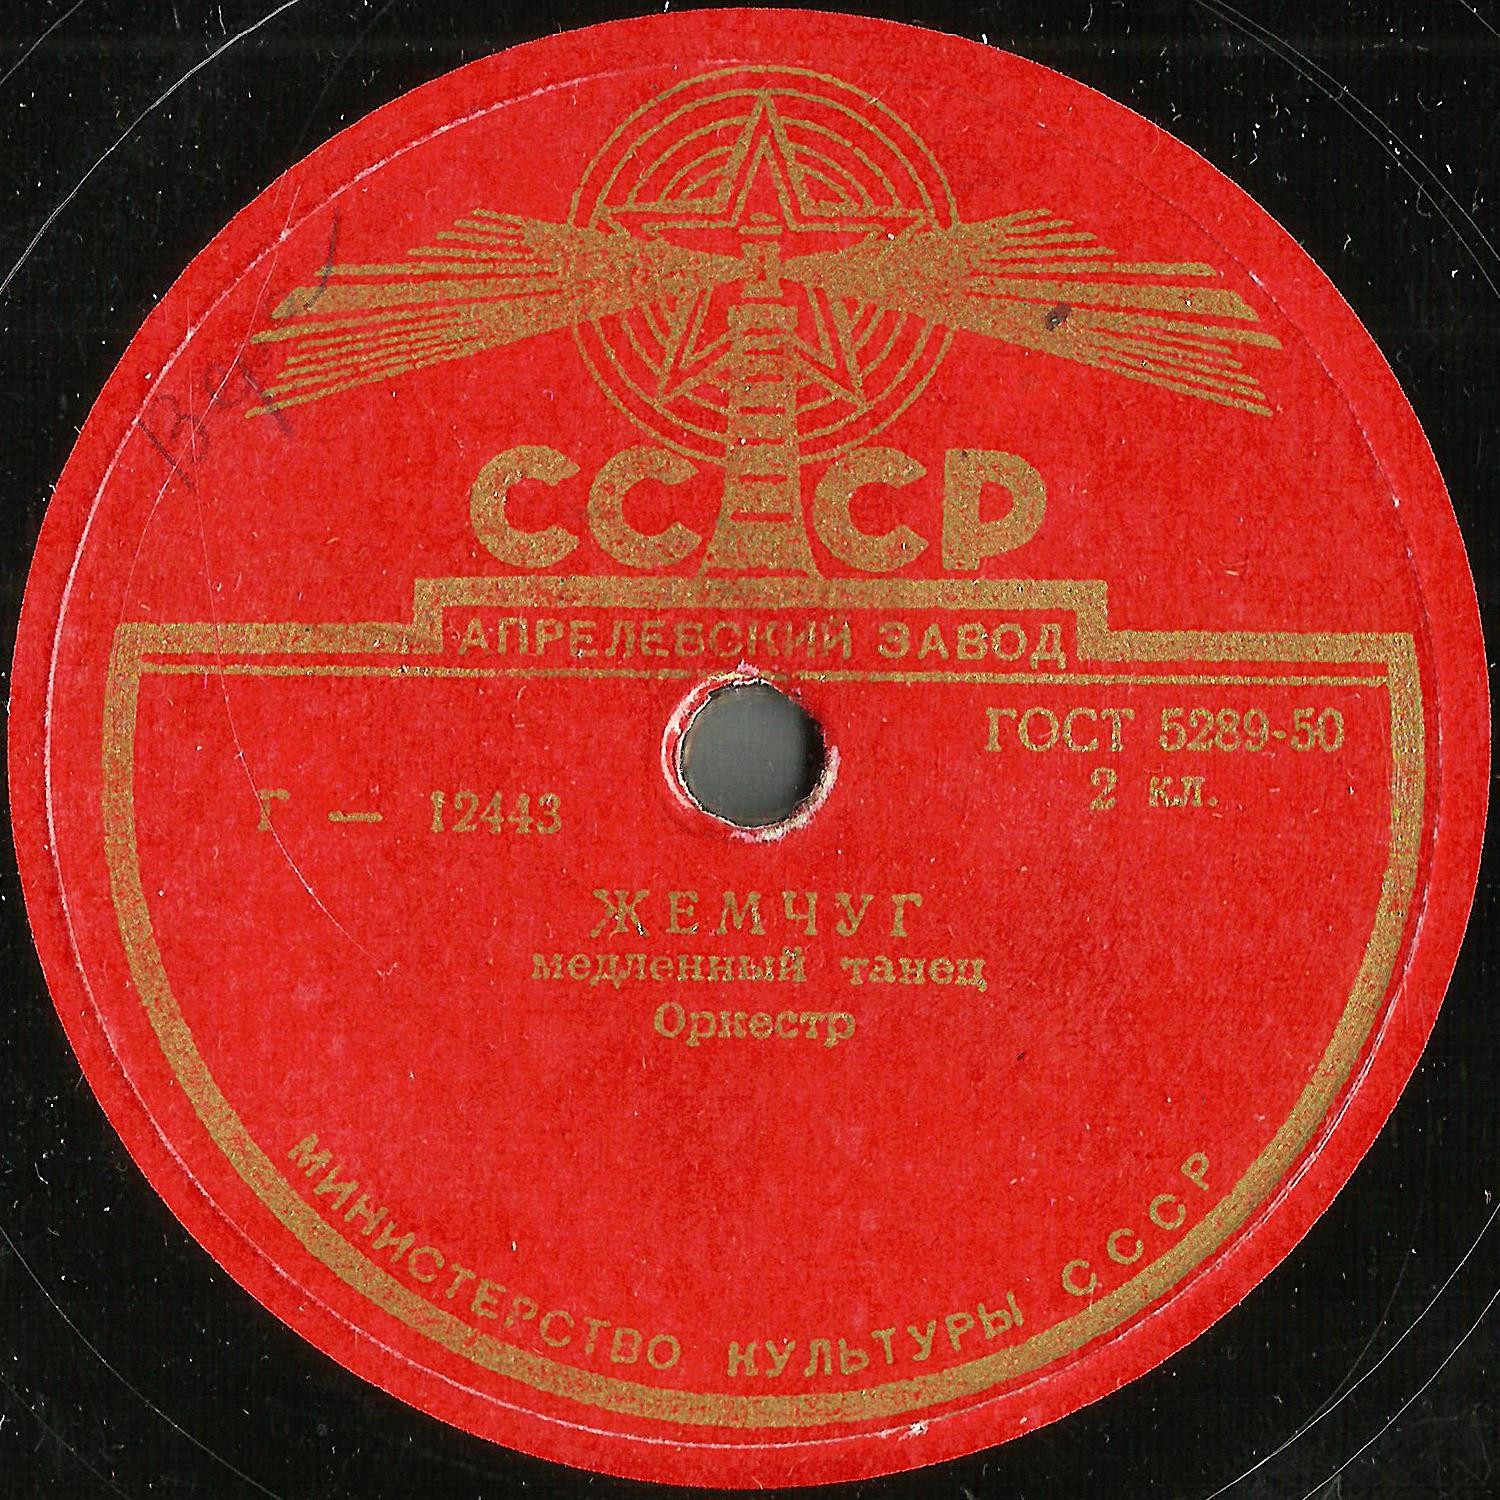 СССР
АПРЕЛЕВСКИЙ ЗАВОД
ГОСТ 5289-50
2 кл.
Г — 12443
ЖЕМЧУГ
медленный танец
Оркестр
МИНИСТЕРСТВО КУЛЬТУРЫ СССР